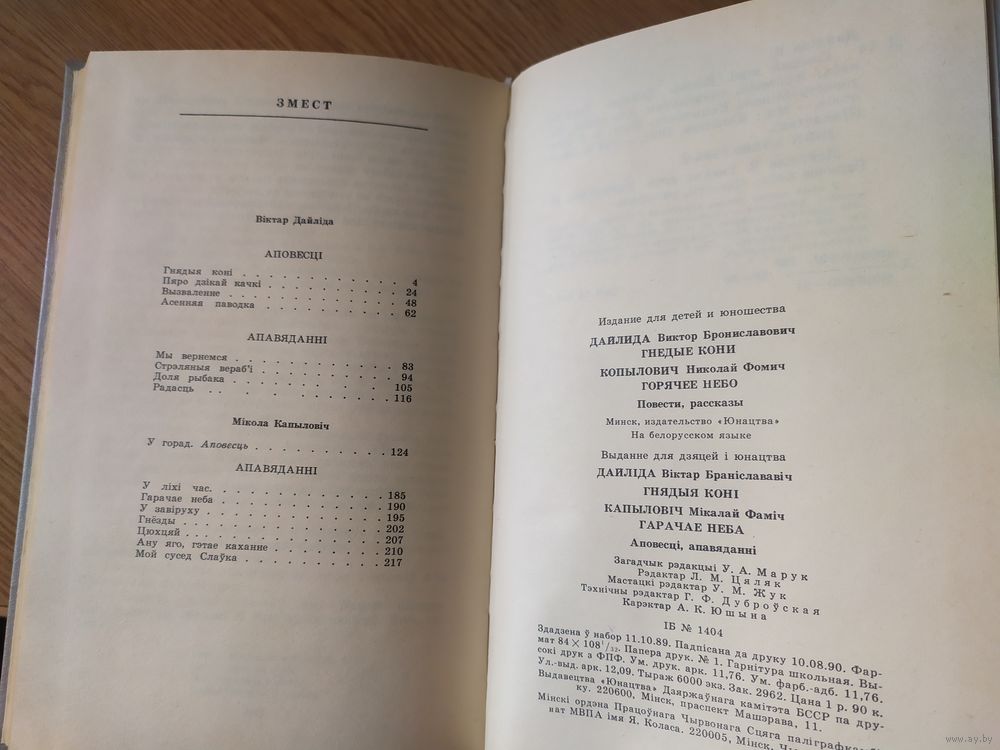 ЗМЕСТ
Віктар Дайліда
АПОВЕСЦІ
Гнядыя коні . . . . . . . . . . . . 4
Пяро дзікай качкі . . . . . . . . . . 24
Вызваленне . . . . . . . . . . . . 48
Асенняя паводка . . . . . . . . . . 62
АПАВЯДАННІ
Мы вернемся . . . . . . . . . . . . 83
Стрэляныя вераб'і . . . . . . . . . . 94
Доля рыбака . . . . . . . . . . . . 105
Радасць . . . . . . . . . . 116
Мікола Капыловіч
У горад. Аповесць . . . . . . . . . . 124
АПАВЯДАННІ
У ліхі час. . . . . . . . . . . . . 185
Гарачае неба . . . . . . . . . . . . 190
У завіруху . . . . . . . . . . . . 195
Гнёзды . . . . . . . . . . . . 202
Цюхцяй . . . . . . . . . . . . 207
Ану яго, гэтае каханне . . . . . . . . 210
Мой сусед Слаўка . . . . . . . . . . 217
Издание для детей и юношества
ДАЙЛИДА Виктор Брониславович
ГНЕДЫЕ КОНИ
КОПЫЛОВИЧ Николай Фомич
ГОРЯЧЕЕ НЕБО
Повести, рассказы
Минск, издательство «Юнацтва»
На белорусском языке
Выданне для дзяцей і юнацтва
ДАЙЛІДА Віктар Браніслававіч
ГНЯДЫЯ КОНІ
КАПЫЛОВІЧ Мікалай Фаміч
ГАРАЧАЕ НЕБА
Аповесці, апавяданні
Загадчык рэдакцыі У. А. Марук
Рэдактар Л. М. Цяляк
Мастацкі рэдактар У. М. Жук
Тэхнічны рэдактар Г. Ф. Дуброўская
Карэктар А. К. Юшына
ІБ № 1404
Здадзена ў набор 11.10.89. Падпісана да друку 10.08.90. Фар-
мат 84 × 108 1/32. Папера друк. № 1. Гарнітура школьная. Вы-
сокі друк з ФПФ. Ум. друк. арк. 11,76. Ум. фарб.-адб. 11,76.
Ул.-выд. арк. 12,09. Тыраж 6000 экз. Зак. 2962. Цана 1 р. 90 к.
Выдавецтва «Юнацтва» Дзяржаўнага камітэта БССР па дру-
ку. 220600, Мінск, праспект Машэрава, 11.
Мінскі ордэна Працоўнага Чырвонага Сцяга паліграфіч
нат МВПА імя Я. Коласа. 220005, Мінск,
www.ay.by